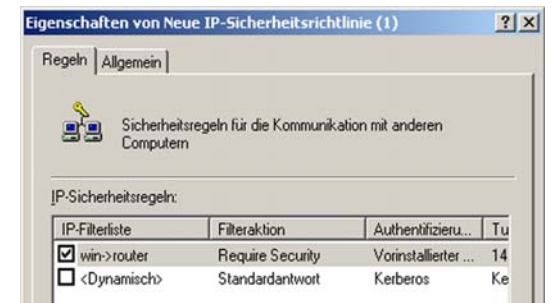 Eigenschaften von Neue IP-Sicherheitsrichtlinie (1)
Regeln Allgemein
Sicherheitsregeln für die Kommunikation mit anderen
Computern
IP-Sicherheitsregeln:
IP-Filterliste Filteraktion Authentifizieru... Tu
win->router Require Security Vorinstallierter ... 14
<Dynamisch> Standardantwort Kerberos Ke